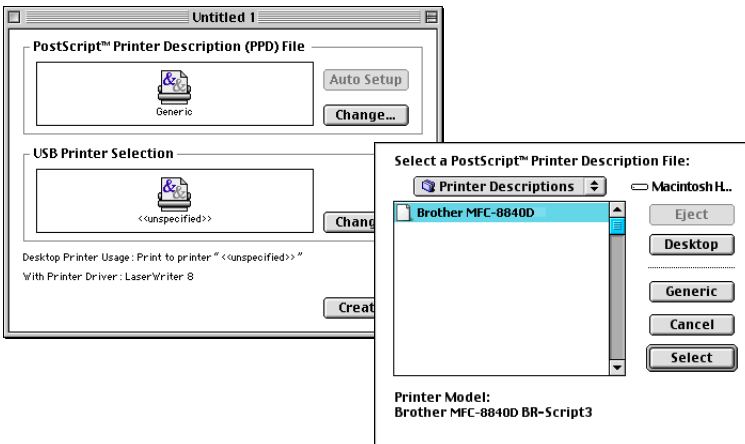 Untitled 1
PostScript™ Printer Description (PPD) File
Generic
Auto Setup
Change...
USB Printer Selection
<<unspecified>>
Chang
Desktop Printer Usage : Print to printer “ <<unspecified>> ”
With Printer Driver : LaserWriter 8
Creat
Select a PostScript™ Printer Description File:
Printer Descriptions
Macintosh H...
Brother MFC-8840D
Eject
Desktop
Generic
Cancel
Select
Printer Model:
Brother MFC-8840D BR-Script3